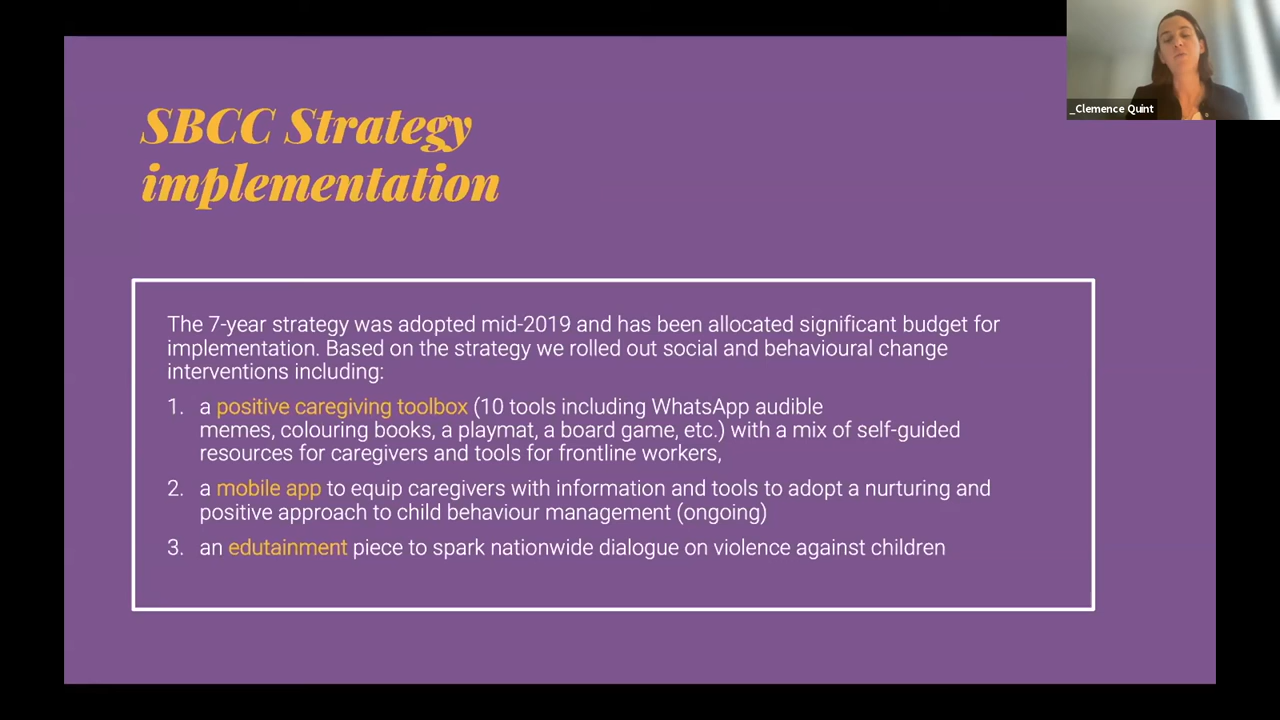 _Clemence Quint
SBCC Strategy
implementation
The 7-year strategy was adopted mid-2019 and has been allocated significant budget for
implementation. Based on the strategy we rolled out social and behavioural change
interventions including:
1. a positive caregiving toolbox (10 tools including WhatsApp audible
memes, colouring books, a playmat, a board game, etc.) with a mix of self-guided
resources for caregivers and tools for frontline workers,
2. a mobile app to equip caregivers with information and tools to adopt a nurturing and
positive approach to child behaviour management (ongoing)
3. an edutainment piece to spark nationwide dialogue on violence against children